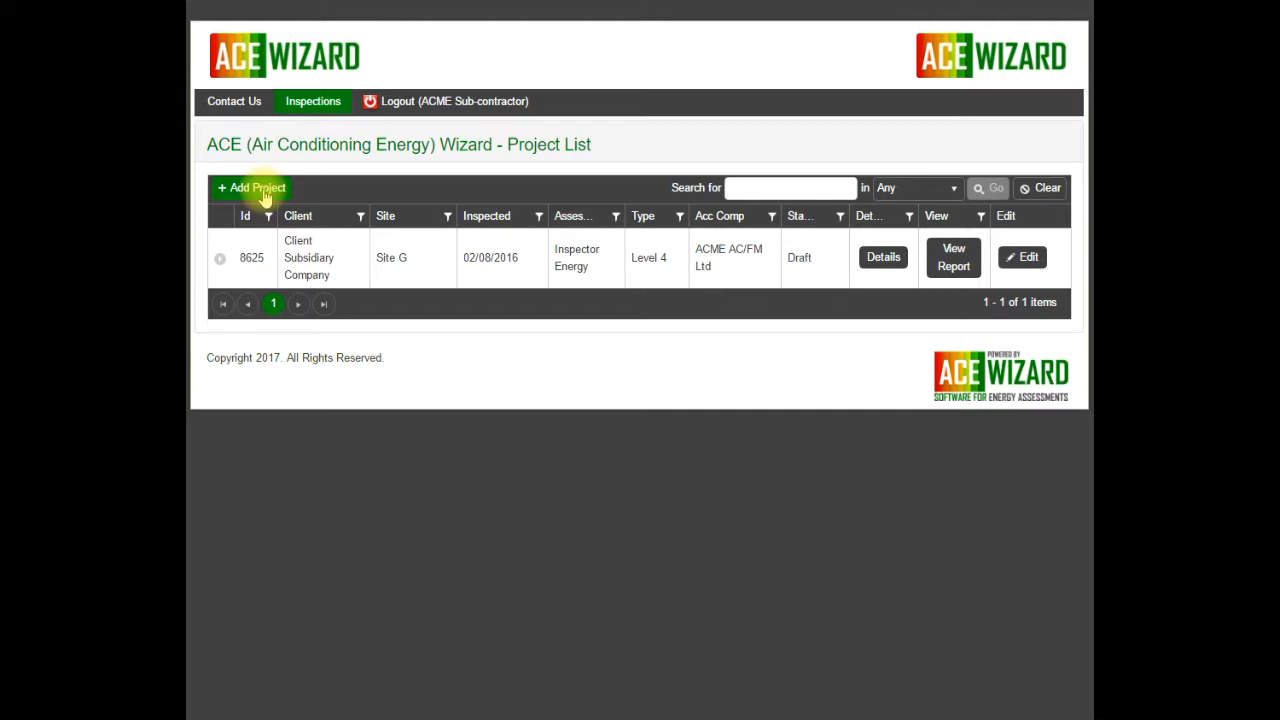 ACE WIZARD
ACE WIZARD
Contact Us Inspections Logout (ACME Sub-contractor)
ACE (Air Conditioning Energy) Wizard - Project List
+ Add Project Search for in Any Go Clear
Id Client Site Inspected Asses... Type Acc Comp Sta... Det... View Edit
8625 Client Subsidiary Company Site G 02/08/2016 Inspector Energy Level 4 ACME AC/FM Ltd Draft Details View Report Edit
1 1 - 1 of 1 items
Copyright 2017. All Rights Reserved.
POWERED BY
ACE WIZARD
SOFTWARE FOR ENERGY ASSESSMENTS